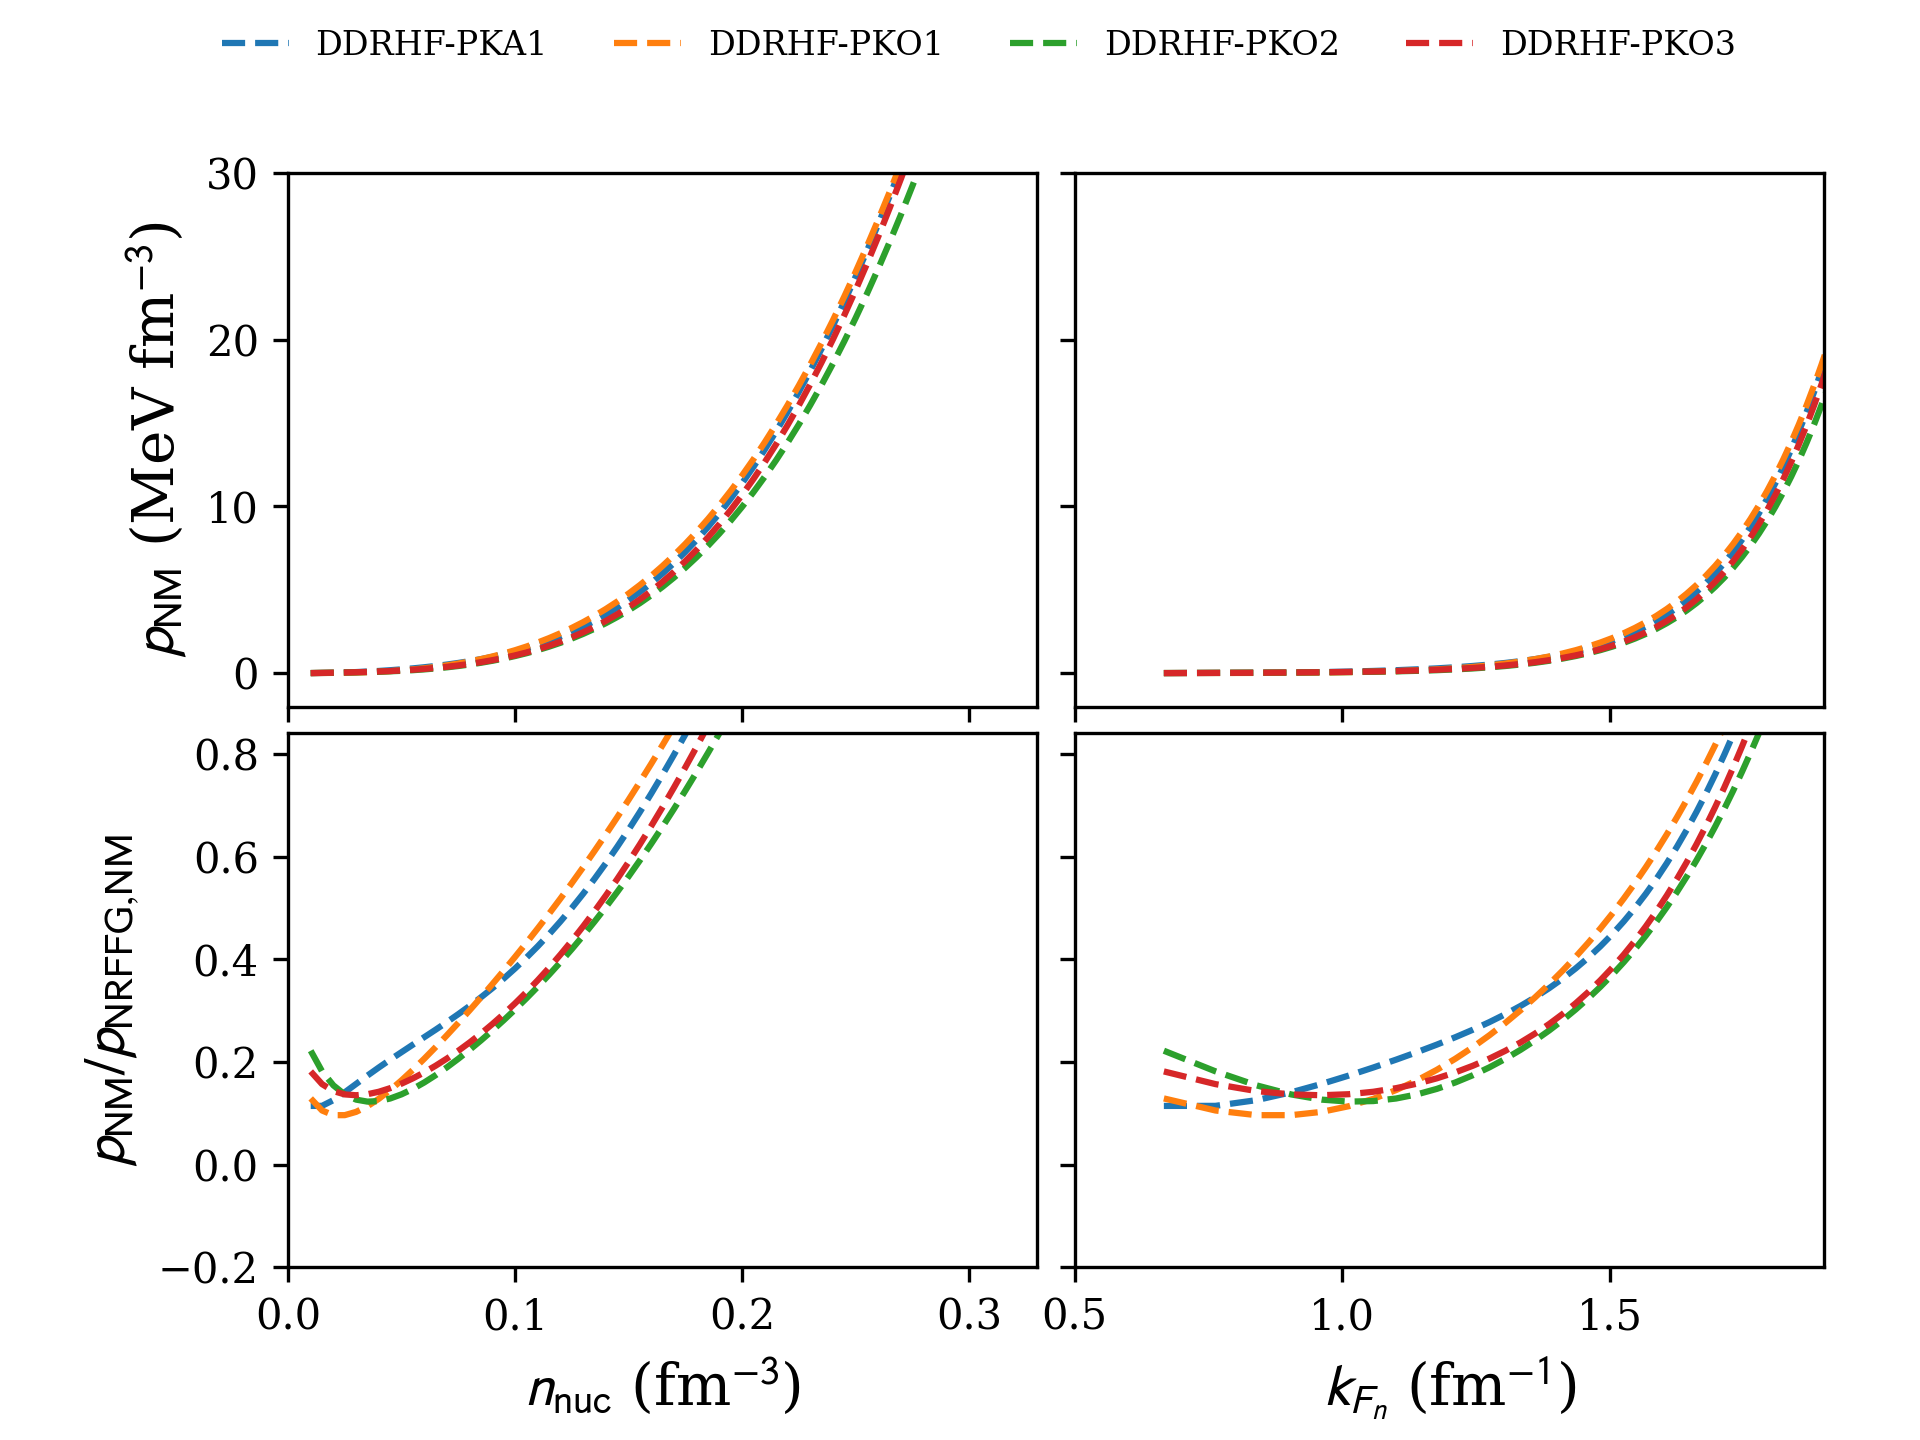 DDRHF-PKA1 DDRHF-PKO1 DDRHF-PKO2 DDRHF-PKO3
30
20
10
0
p_NM (MeV fm⁻³)
0.8
0.6
0.4
0.2
0.0
−0.2
p_NM/p_NRFFG,NM
0.0 0.1 0.2 0.3
0.5 1.0 1.5
n_nuc (fm⁻³)
k_{F_n} (fm⁻¹)